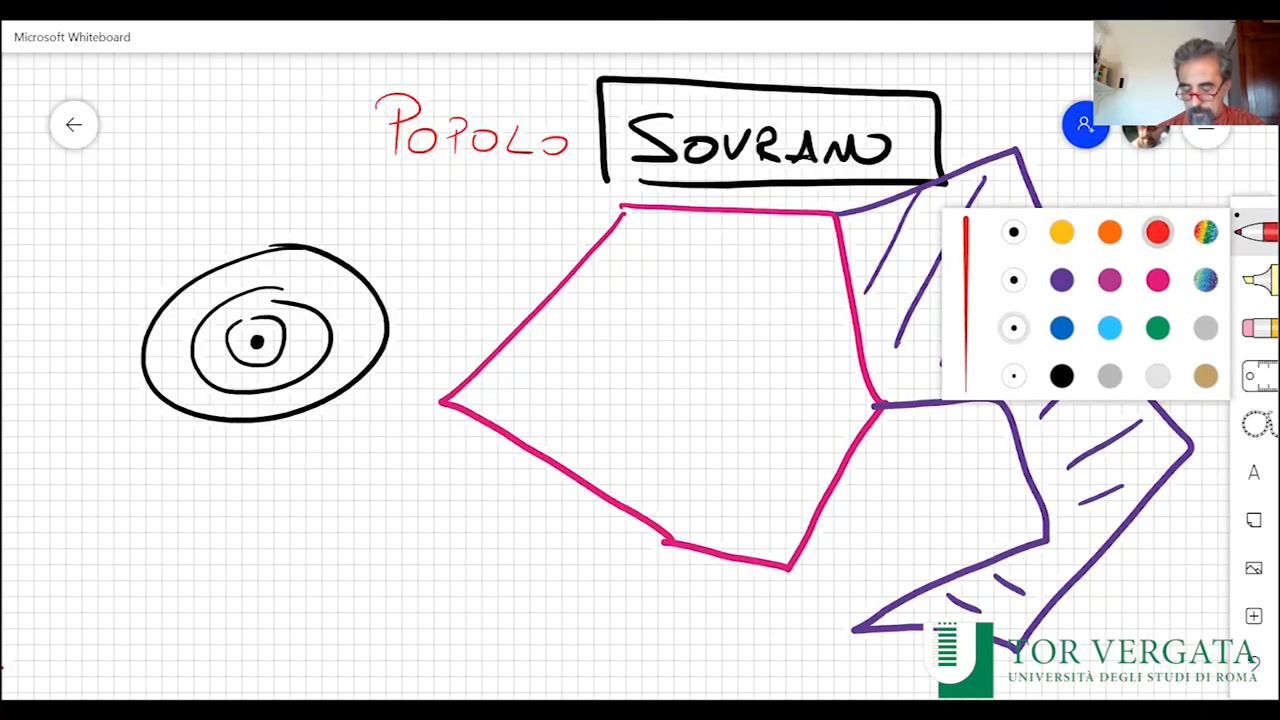 Microsoft Whiteboard
POPOLO SOVRANO
A
TOR VERGATA
UNIVERSITÀ DEGLI STUDI DI ROMA